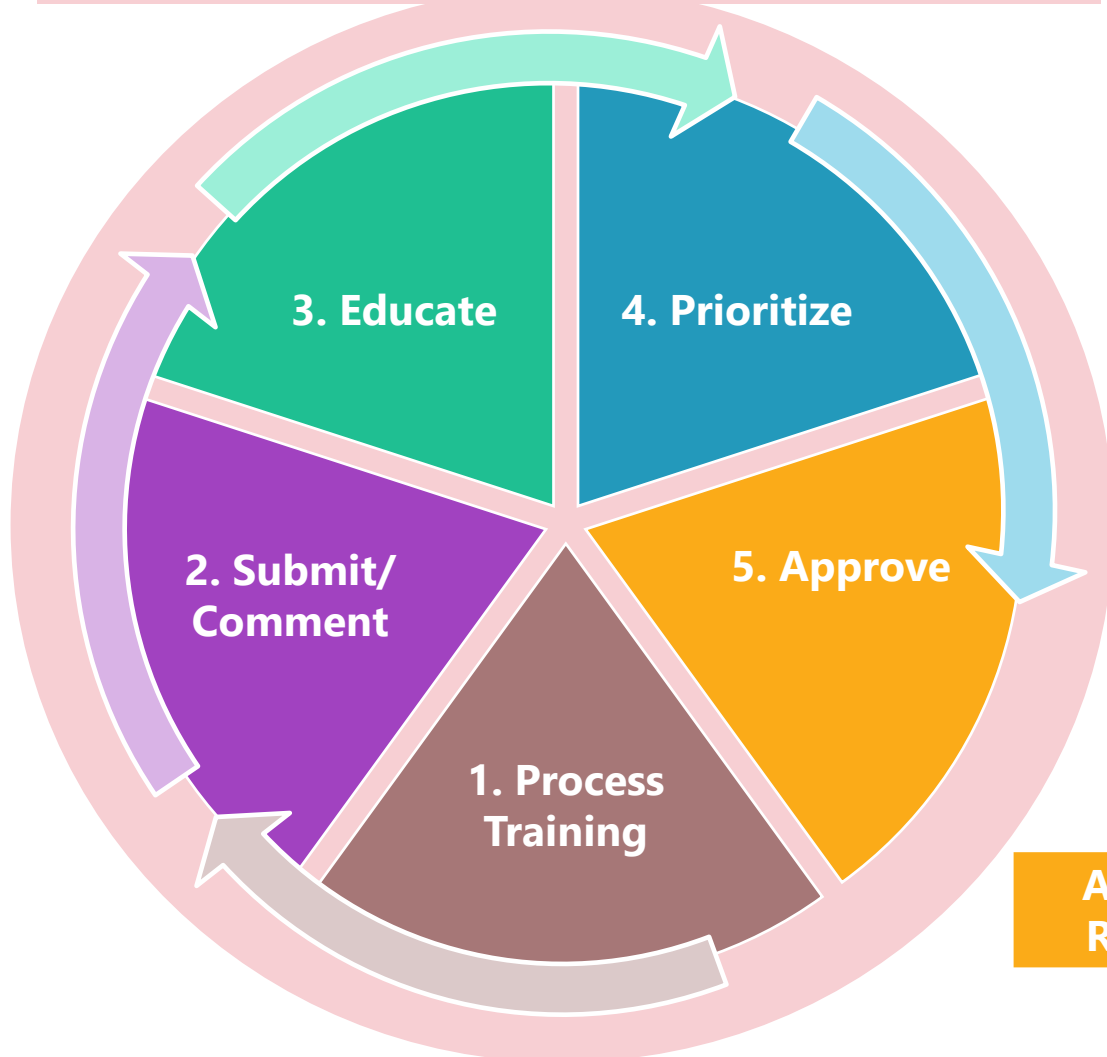 3. Educate
4. Prioritize
2. Submit/
Comment
5. Approve
1. Process
Training